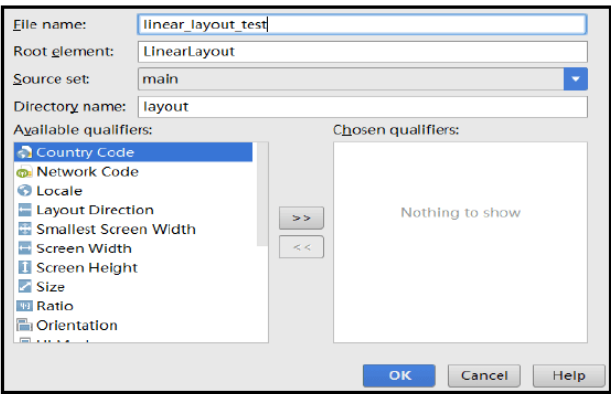 File name: linear_layout_test
Root element: LinearLayout
Source set: main
Directory name: layout
Available qualifiers:
Chosen qualifiers:
Country Code
Network Code
Locale
Layout Direction
Smallest Screen Width
Screen Width
Screen Height
Size
Ratio
Orientation
>>
<<
Nothing to show
OK
Cancel
Help